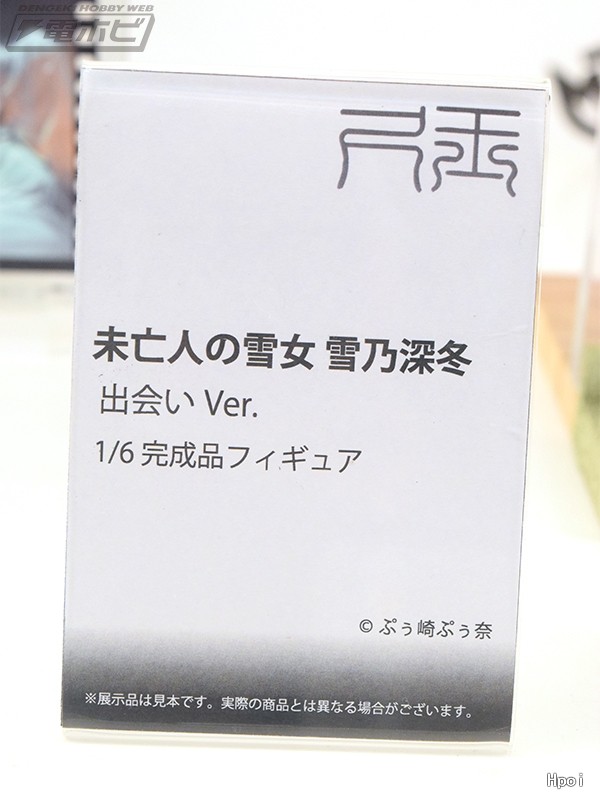 DENGEKI HOBBY WEB
電ホビ
未亡人の雪女 雪乃深冬
出会い Ver.
1/6 完成品フィギュア
© ぷぅ崎ぷぅ奈
※展示品は見本です。実際の商品とは異なる場合がございます。
Hpoi